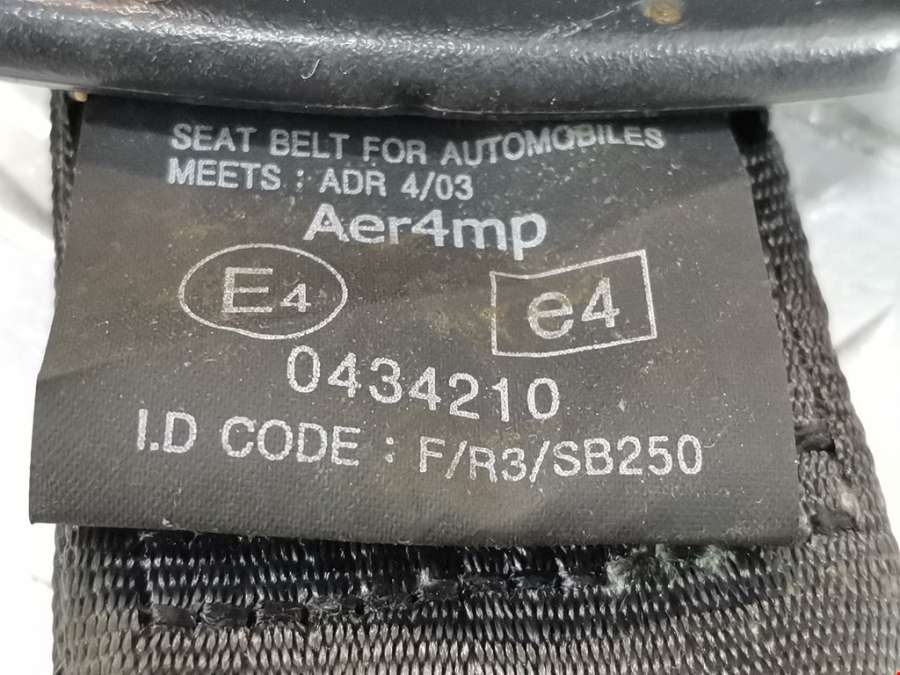 SEAT BELT FOR AUTOMOBILES
MEETS : ADR 4/03
Aer4mp
E4 e4
0434210
I.D CODE : F/R3/SB250